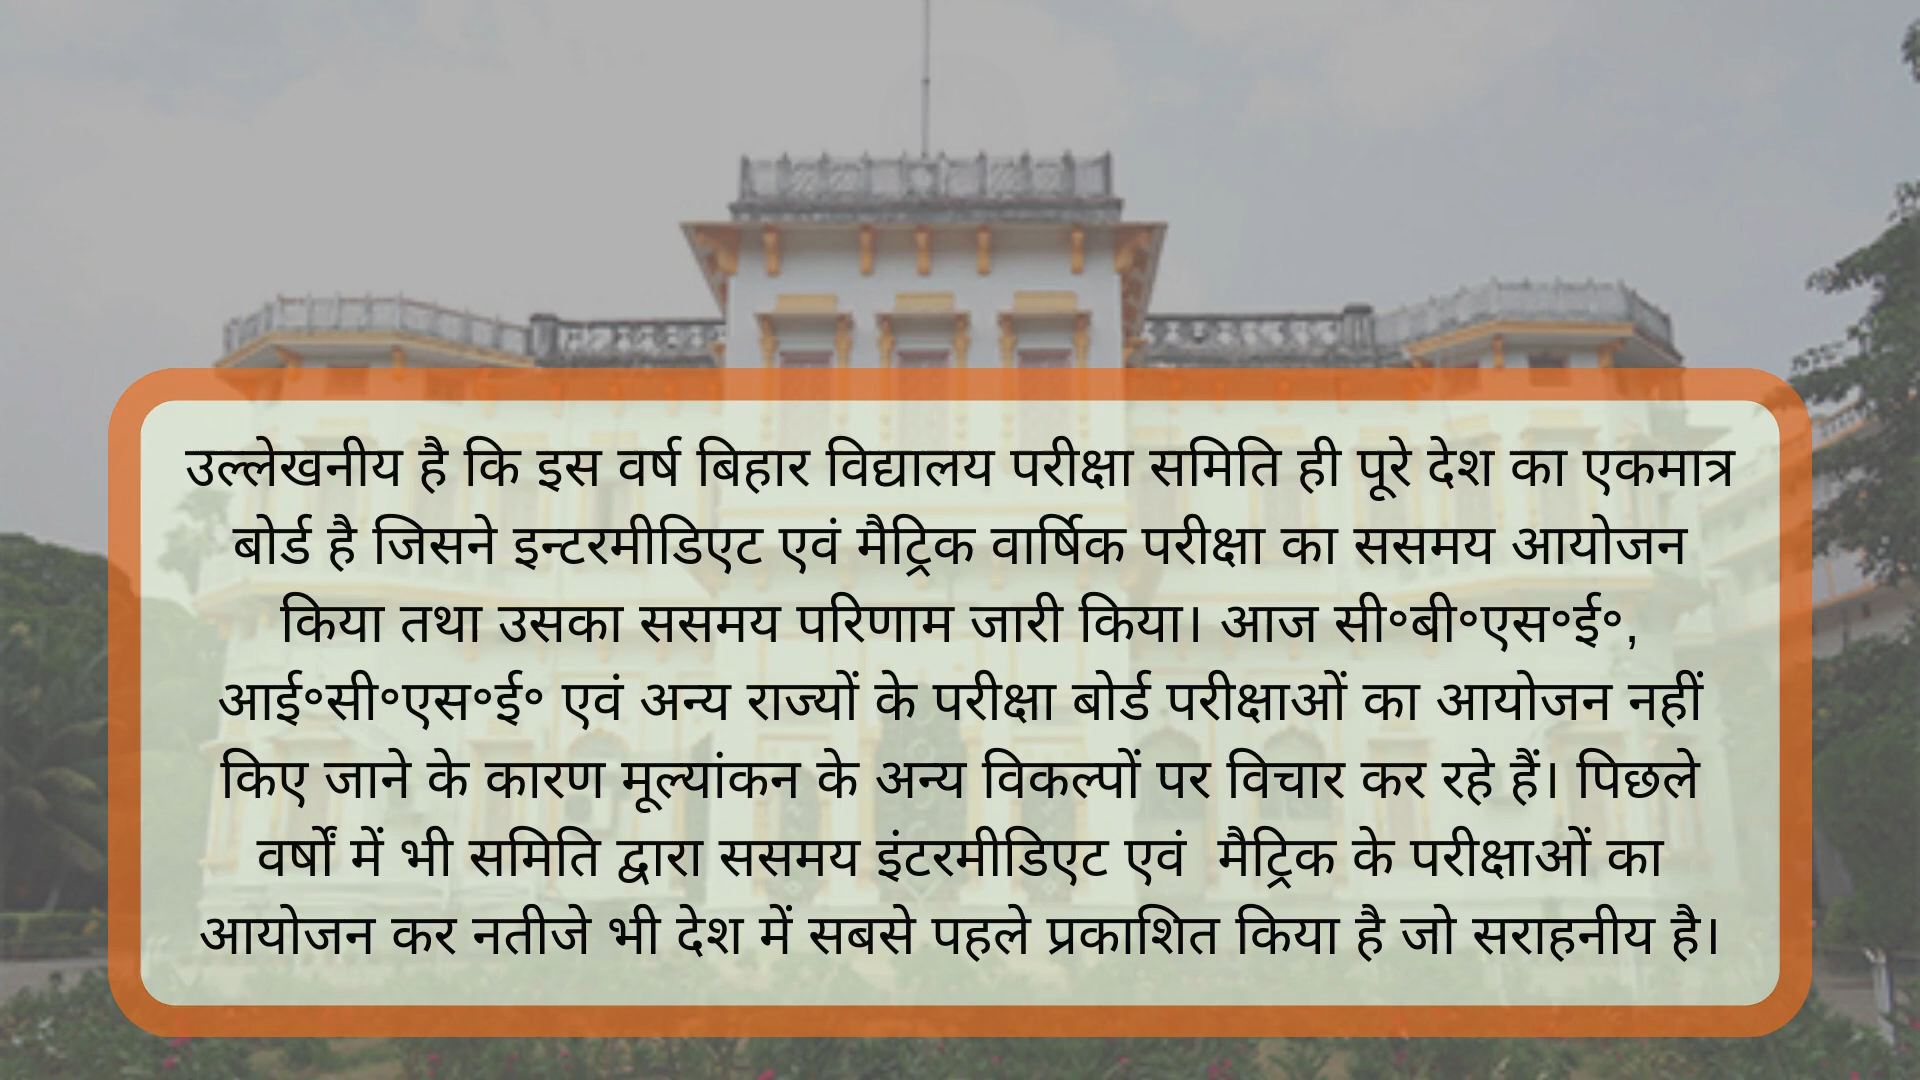 उल्लेखनीय है कि इस वर्ष बिहार विद्यालय परीक्षा समिति ही पूरे देश का एकमात्र
बोर्ड है जिसने इन्टरमीडिएट एवं मैट्रिक वार्षिक परीक्षा का ससमय आयोजन
किया तथा उसका ससमय परिणाम जारी किया। आज सी॰बी॰एस॰ई॰,
आई॰सी॰एस॰ई॰ एवं अन्य राज्यों के परीक्षा बोर्ड परीक्षाओं का आयोजन नहीं
किए जाने के कारण मूल्यांकन के अन्य विकल्पों पर विचार कर रहे हैं। पिछले
वर्षों में भी समिति द्वारा ससमय इंटरमीडिएट एवं  मैट्रिक के परीक्षाओं का
आयोजन कर नतीजे भी देश में सबसे पहले प्रकाशित किया है जो सराहनीय है।